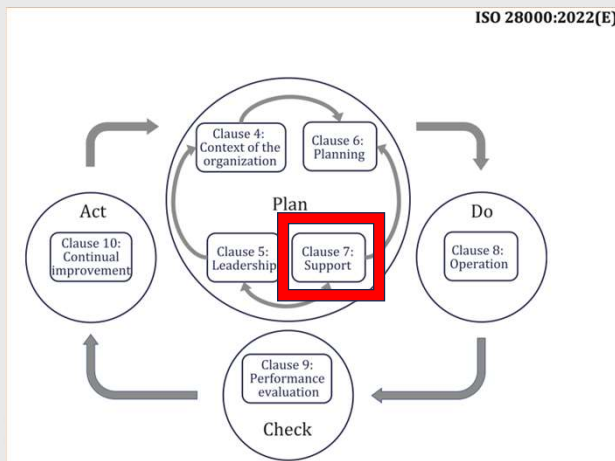 ISO 28000:2022(E)
Clause 4:
Context of the
organization
Clause 6:
Planning
Plan
Clause 5:
Leadership
Clause 7:
Support
Act
Clause 10:
Continual
improvement
Do
Clause 8:
Operation
Clause 9:
Performance
evaluation
Check